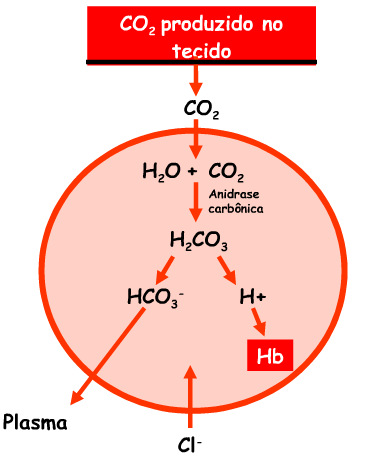 CO₂ produzido no
tecido
CO₂
H₂O + CO₂
Anidrase
carbônica
H₂CO₃
HCO₃⁻ H+
Hb
Plasma
Cl⁻